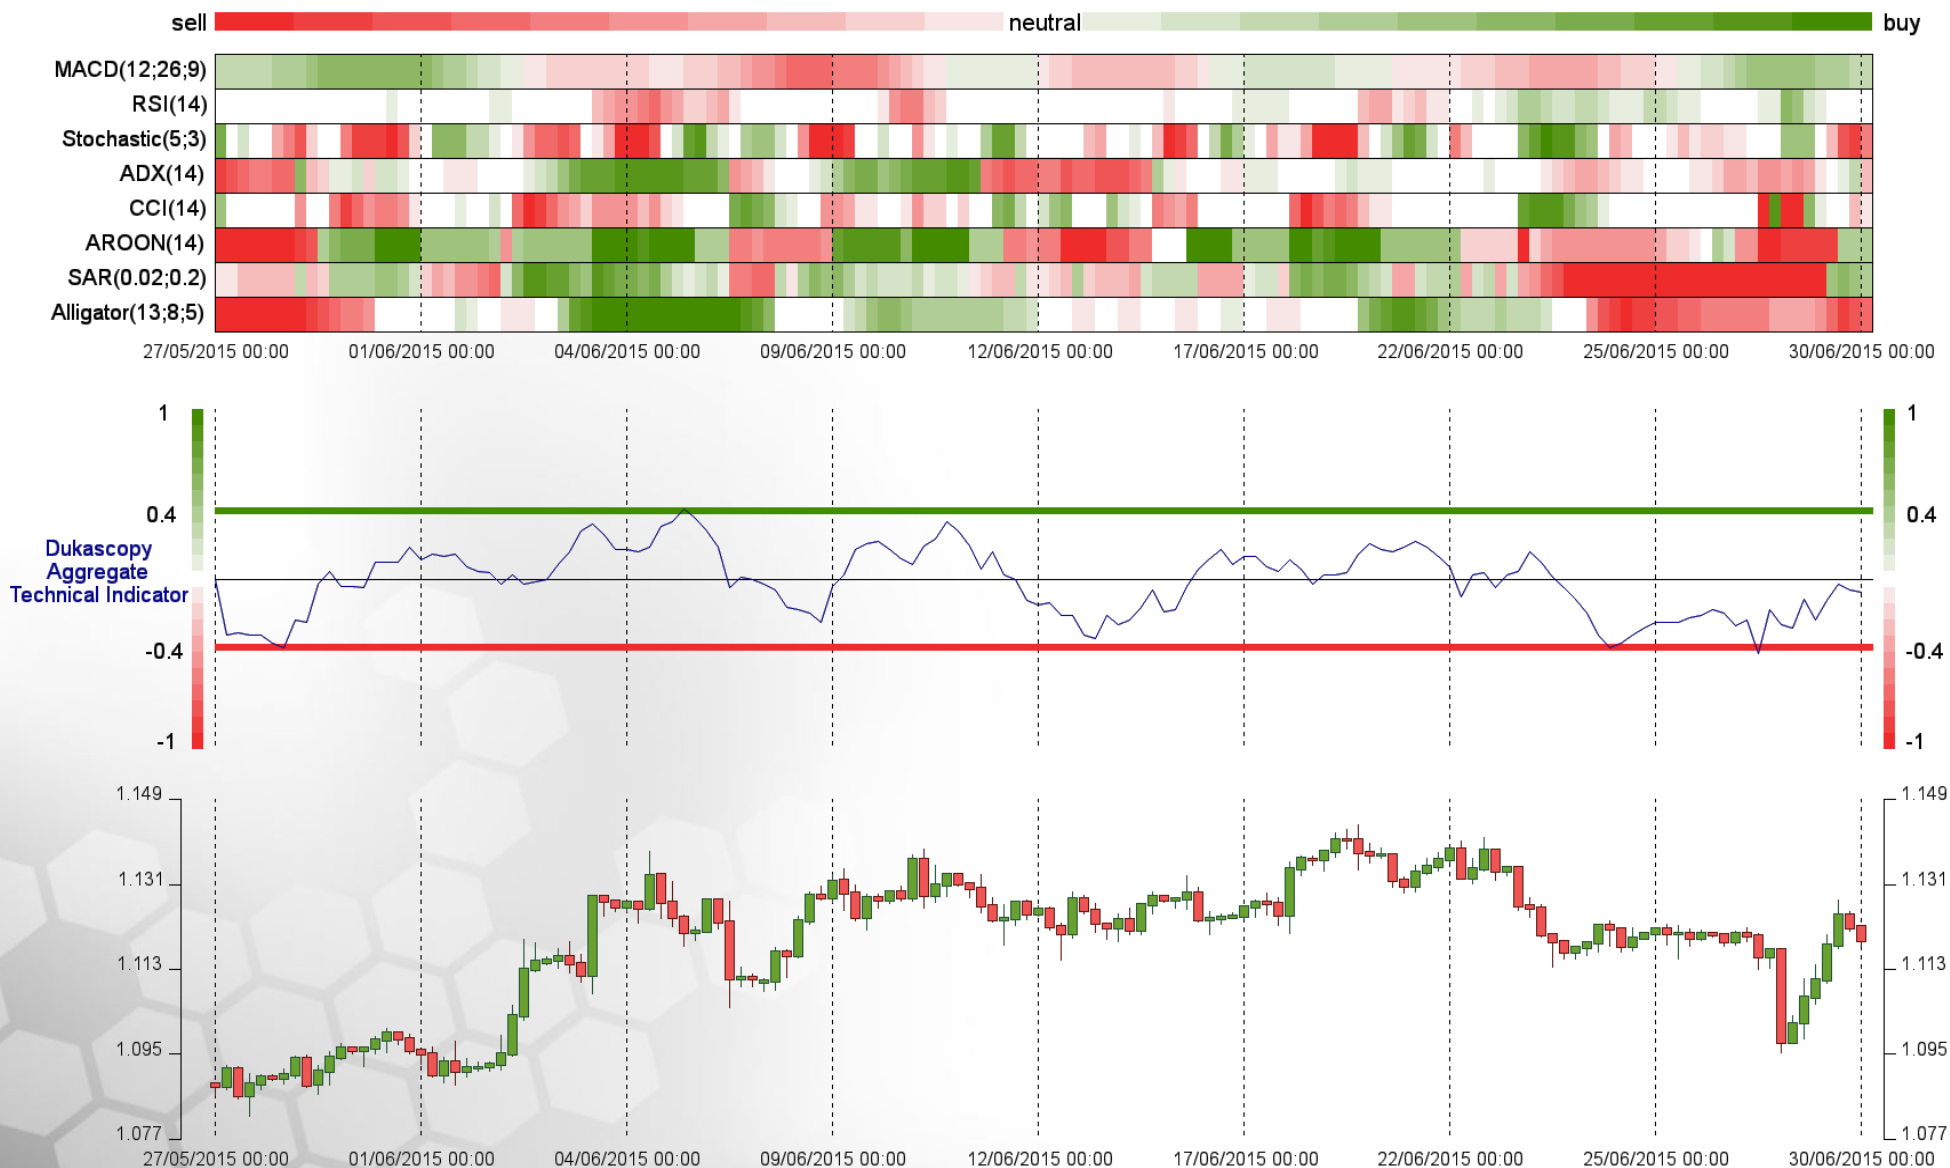 sell neutral buy
MACD(12;26;9)
RSI(14)
Stochastic(5;3)
ADX(14)
CCI(14)
AROON(14)
SAR(0.02;0.2)
Alligator(13;8;5)
27/05/2015 00:00 01/06/2015 00:00 04/06/2015 00:00 09/06/2015 00:00 12/06/2015 00:00 17/06/2015 00:00 22/06/2015 00:00 25/06/2015 00:00 30/06/2015 00:00
1 1
0.4 0.4
Dukascopy
Aggregate
Technical Indicator
-0.4 -0.4
-1 -1
1.149 1.149
1.131 1.131
1.113 1.113
1.095 1.095
1.077 1.077
27/05/2015 00:00 01/06/2015 00:00 04/06/2015 00:00 09/06/2015 00:00 12/06/2015 00:00 17/06/2015 00:00 22/06/2015 00:00 25/06/2015 00:00 30/06/2015 00:00